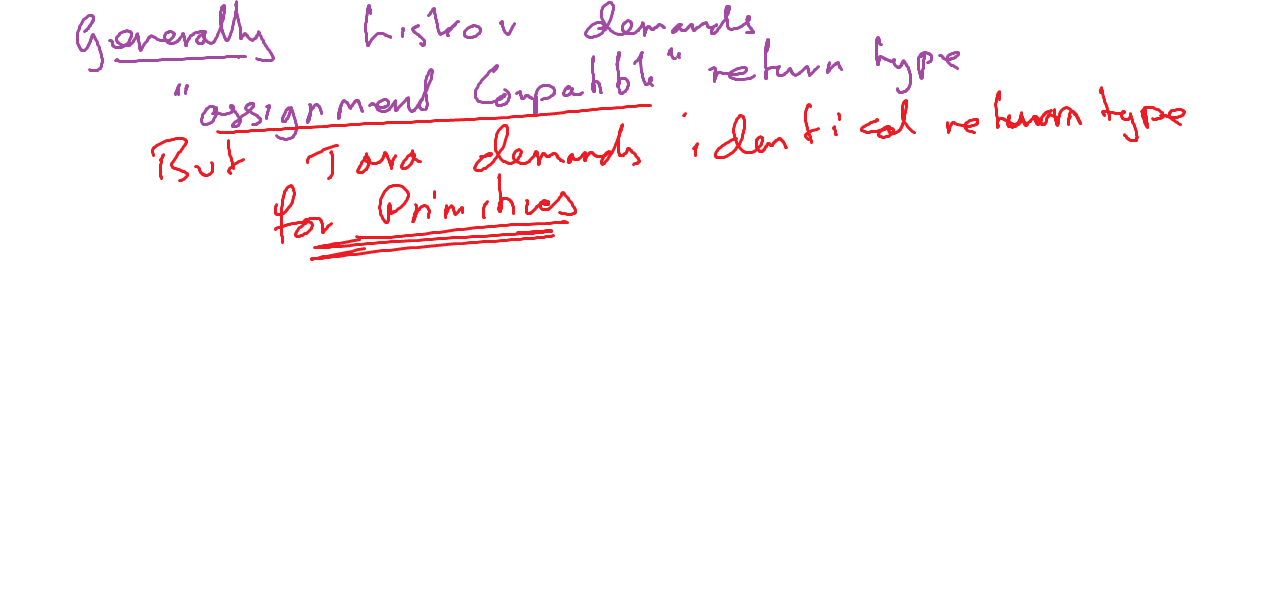 Generally Liskov demands
"assignment Compatible" return type
But Java demands identical return type
for Primitives